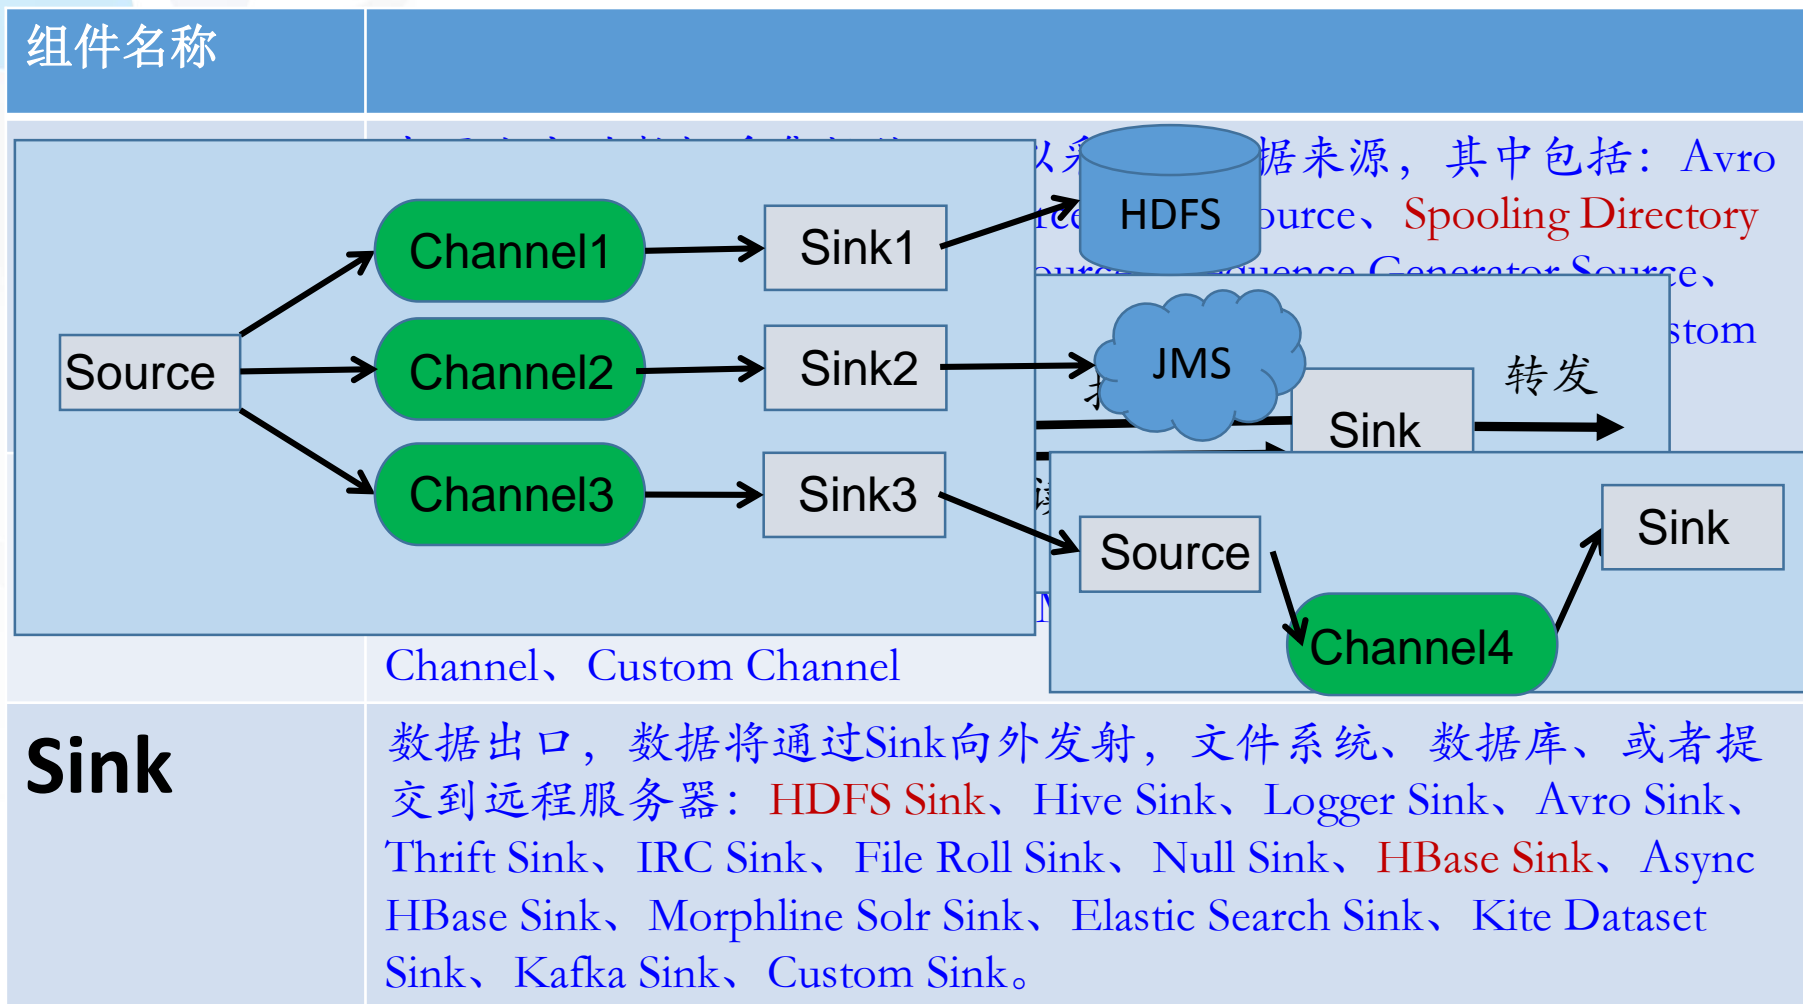 组件名称
据来源，其中包括：Avro
ource、Spooling Directory
Generator Source、
stom
Channel1
Sink1
HDFS
Source
Channel2
Sink2
JMS
转发
Sink
Channel3
Sink3
Source
Sink
Channel4
Channel、Custom Channel
Sink
数据出口，数据将通过Sink向外发射，文件系统、数据库、或者提
交到远程服务器：HDFS Sink、Hive Sink、Logger Sink、Avro Sink、
Thrift Sink、IRC Sink、File Roll Sink、Null Sink、HBase Sink、Async
HBase Sink、Morphline Solr Sink、Elastic Search Sink、Kite Dataset
Sink、Kafka Sink、Custom Sink。